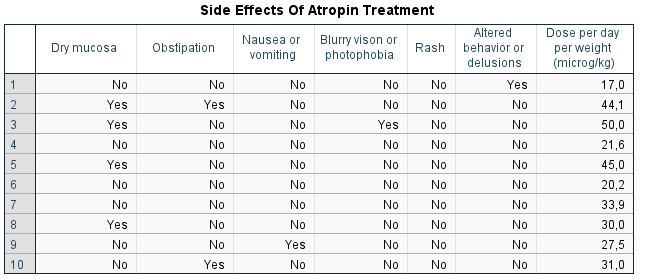 Side Effects Of Atropin Treatment
Dry mucosa Obstipation Nausea or vomiting Blurry vison or photophobia Rash Altered behavior or delusions Dose per day per weight (microg/kg)
1 No No No No No Yes 17,0
2 Yes Yes No No No No 44,1
3 Yes No No Yes No No 50,0
4 No No No No No No 21,6
5 Yes No No No No No 45,0
6 No No No No No No 20,2
7 No No No No No No 33,9
8 Yes No No No No No 30,0
9 No No Yes No No No 27,5
10 No Yes No No No No 31,0